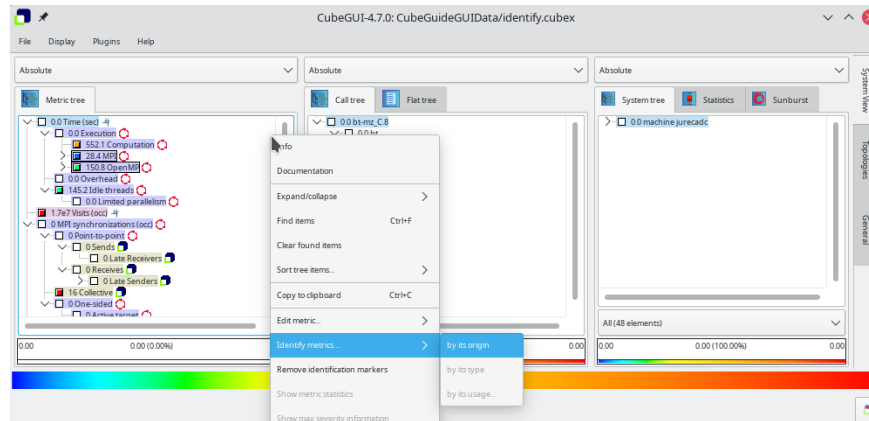 CubeGUI-4.7.0: CubeGuideGUIData/identify.cubex
File Display Plugins Help
Absolute Absolute Absolute
Metric tree Call tree Flat tree System tree Statistics Sunburst
0.0 Time (sec) 0.0 bt-mz_C.8 0.0 machine jurecadc
0.0 Execution 0.0 bt
552.1 Computation
28.4 MPI
150.8 OpenMP
0.0 Overhead
145.2 Idle threads
0.0 Limited parallelism
1.7e7 Visits (occ)
0 MPI synchronizations (occ)
0 Point-to-point
0 Sends
0 Late Receivers
0 Receives
0 Late Senders
16 Collective
0 One-sided
0 Active target
Info
Documentation
Expand/collapse
Find items Ctrl+F
Clear found items
Sort tree items...
Copy to clipboard Ctrl+C
Edit metric...
Identify metrics...
Remove identification markers
Show metric statistics
Show max severity information
by its origin
by its type
by its usage...
All (48 elements)
0.00 0.00 (0.00%) 0.00 0.00 0.00 (100.00%) 0.00
System View
Topologies
General